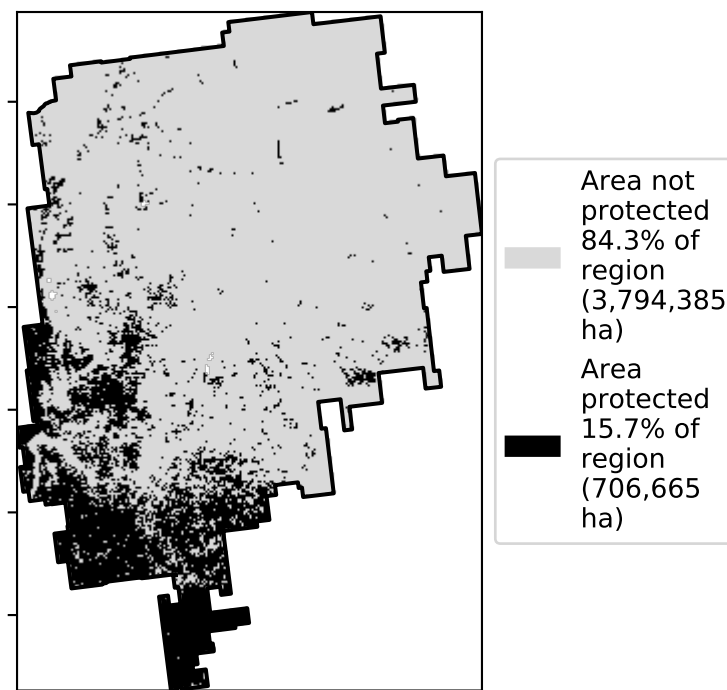 Area not
protected
84.3% of
region
(3,794,385
ha)
Area
protected
15.7% of
region
(706,665
ha)